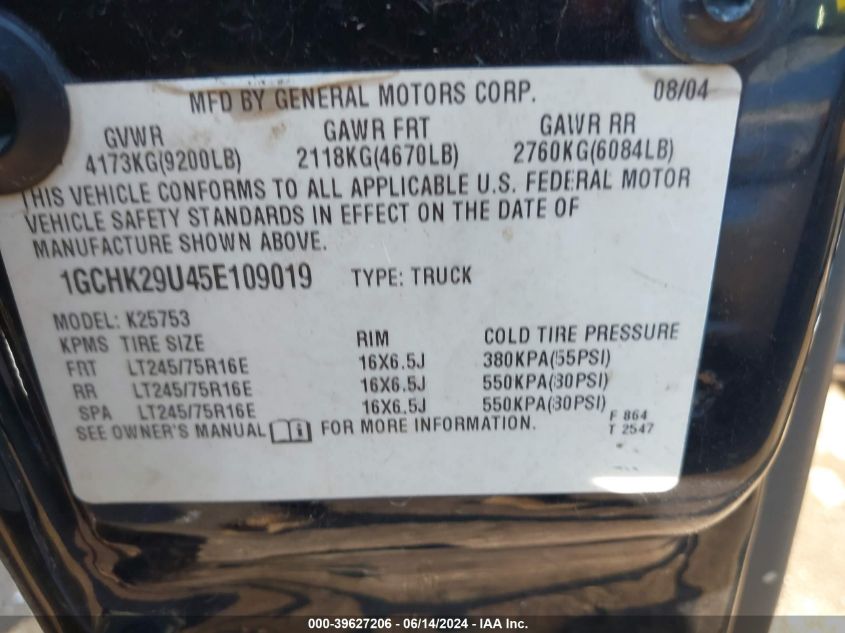 MFD BY GENERAL MOTORS CORP. 08/04
GVWR GAWR FRT GAWR RR
4173KG(9200LB) 2118KG(4670LB) 2760KG(6084LB)
THIS VEHICLE CONFORMS TO ALL APPLICABLE U.S. FEDERAL MOTOR
VEHICLE SAFETY STANDARDS IN EFFECT ON THE DATE OF
MANUFACTURE SHOWN ABOVE.
1GCHK29U45E109019 TYPE: TRUCK
MODEL: K25753
KPMS TIRE SIZE RIM COLD TIRE PRESSURE
FRT LT245/75R16E 16X6.5J 380KPA(55PSI)
RR LT245/75R16E 16X6.5J 550KPA(80PSI)
SPA LT245/75R16E 16X6.5J 550KPA(80PSI)
SEE OWNER'S MANUAL i FOR MORE INFORMATION.
F 864
T 2547
000-39627206 - 06/14/2024 - IAA Inc.